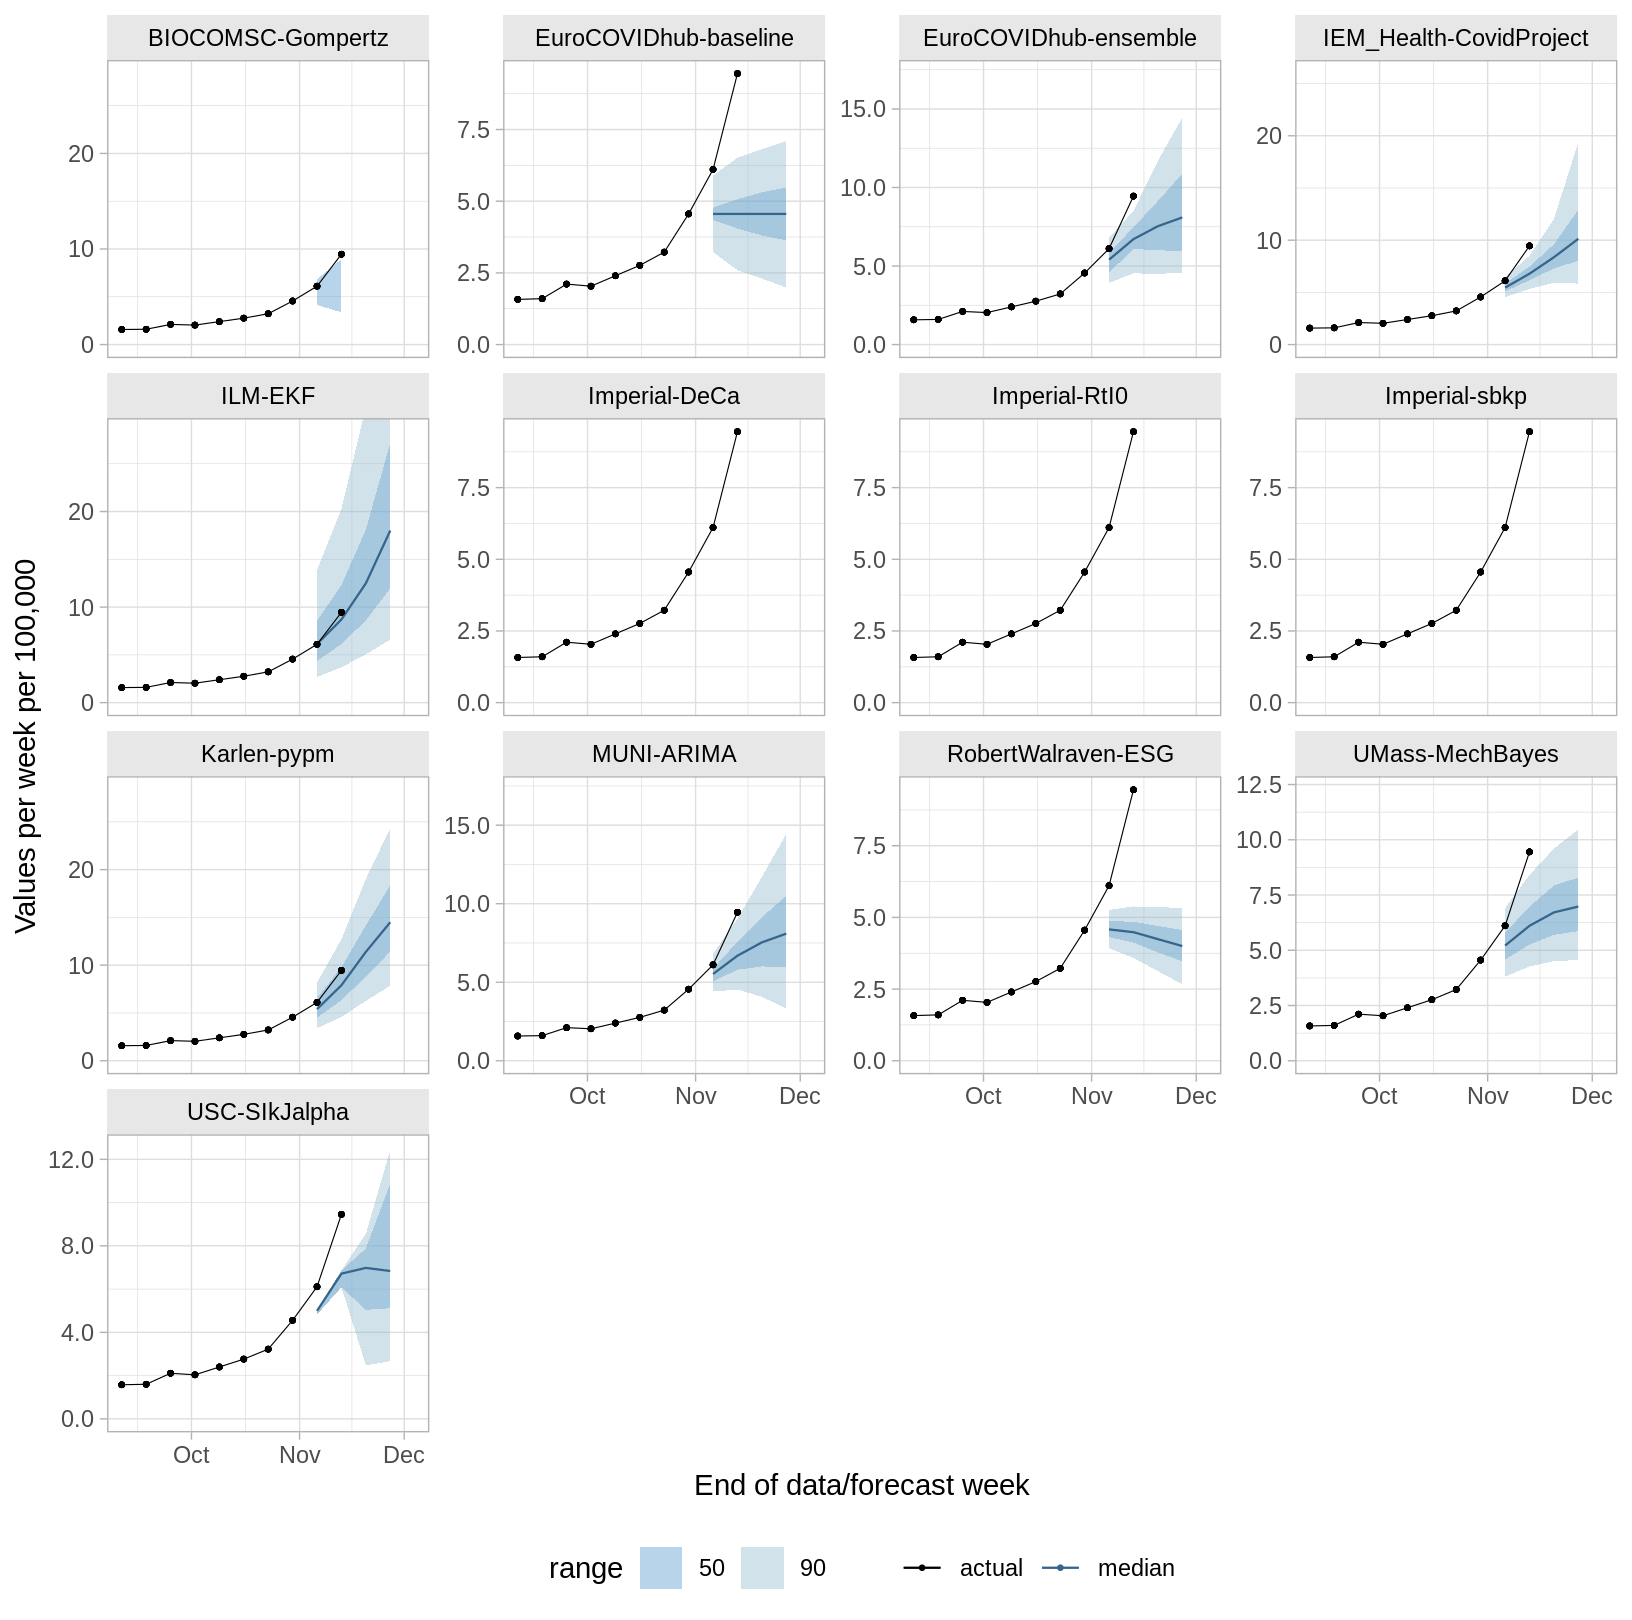 BIOCOMSC-Gompertz
EuroCOVIDhub-baseline
EuroCOVIDhub-ensemble
IEM_Health-CovidProject
20
10
0
7.5
5.0
2.5
0.0
15.0
10.0
5.0
0.0
20
10
0
ILM-EKF
Imperial-DeCa
Imperial-RtI0
Imperial-sbkp
20
10
0
7.5
5.0
2.5
0.0
7.5
5.0
2.5
0.0
7.5
5.0
2.5
0.0
Values per week per 100,000
Karlen-pypm
MUNI-ARIMA
RobertWalraven-ESG
UMass-MechBayes
20
10
0
15.0
10.0
5.0
0.0
7.5
5.0
2.5
0.0
12.5
10.0
7.5
5.0
2.5
0.0
Oct Nov Dec
Oct Nov Dec
Oct Nov Dec
USC-SIkJalpha
12.0
8.0
4.0
0.0
Oct Nov Dec
End of data/forecast week
range 50 90 actual median